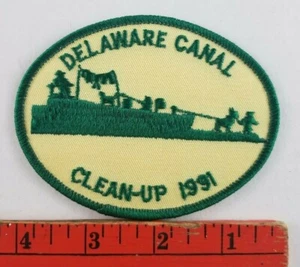 DELAWARE CANAL
CLEAN-UP 1991
4 3 2 1